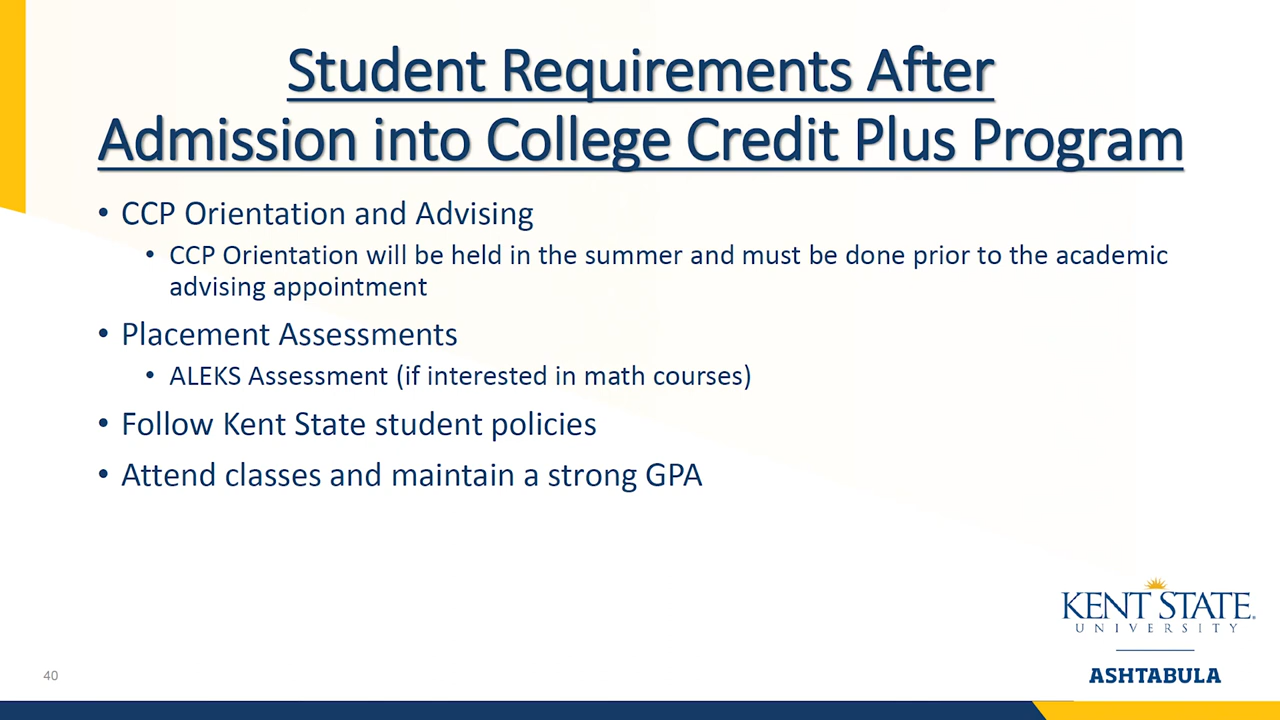 Student Requirements After
Admission into College Credit Plus Program
• CCP Orientation and Advising
• CCP Orientation will be held in the summer and must be done prior to the academic
advising appointment
• Placement Assessments
• ALEKS Assessment (if interested in math courses)
• Follow Kent State student policies
• Attend classes and maintain a strong GPA
KENT STATE
UNIVERSITY
ASHTABULA
40